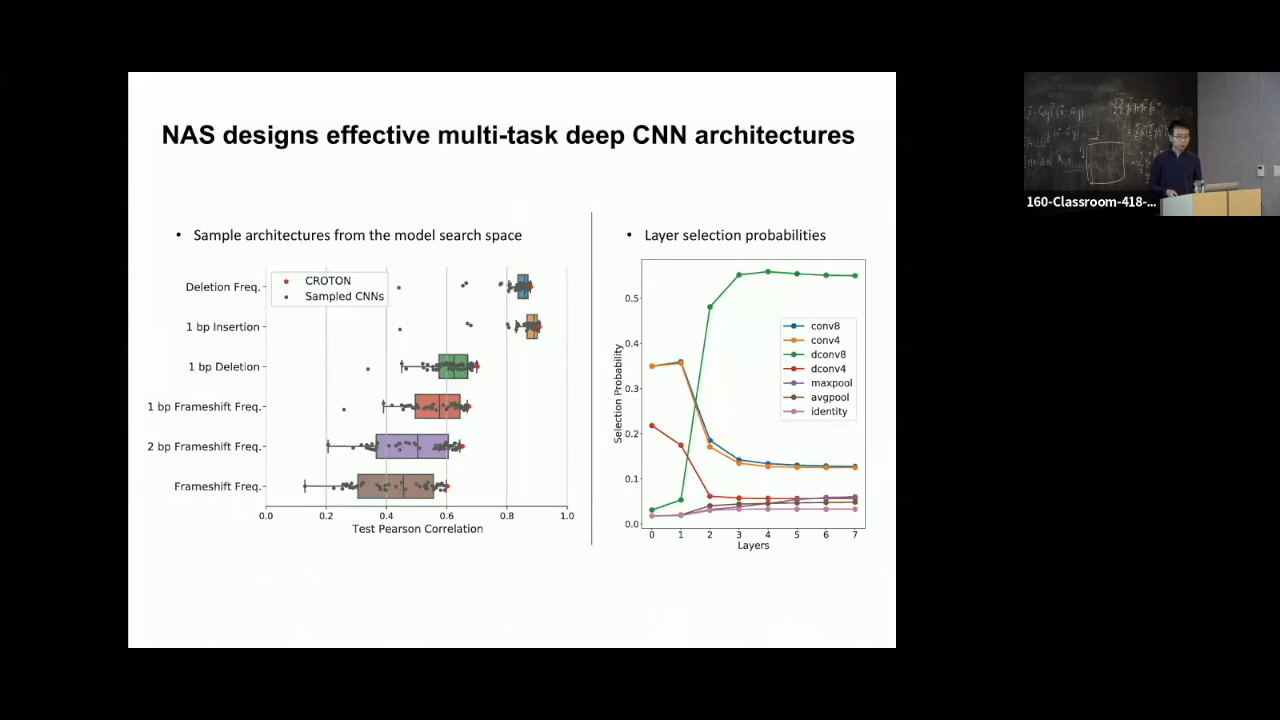 NAS designs effective multi-task deep CNN architectures
• Sample architectures from the model search space
CROTON
Sampled CNNs
Deletion Freq.
1 bp Insertion
1 bp Deletion
1 bp Frameshift Freq.
2 bp Frameshift Freq.
Frameshift Freq.
0.0 0.2 0.4 0.6 0.8 1.0
Test Pearson Correlation
• Layer selection probabilities
Selection Probability
0.5
0.4
0.3
0.2
0.1
0.0
conv8
conv4
dconv8
dconv4
maxpool
avgpool
identity
0 1 2 3 4 5 6 7
Layers
160-Classroom-418-...